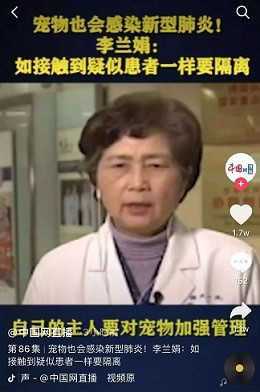 宠物也会感染新型肺炎!
李兰娟:
如接触到疑似患者一样要隔离
中国网
1.7w
自己的主人要对宠物加强管理
@中国网直播
第86集 | 宠物也会感染新型肺炎!李兰娟:如
接触到疑似患者一样要隔离
声 - @中国网直播 视频原